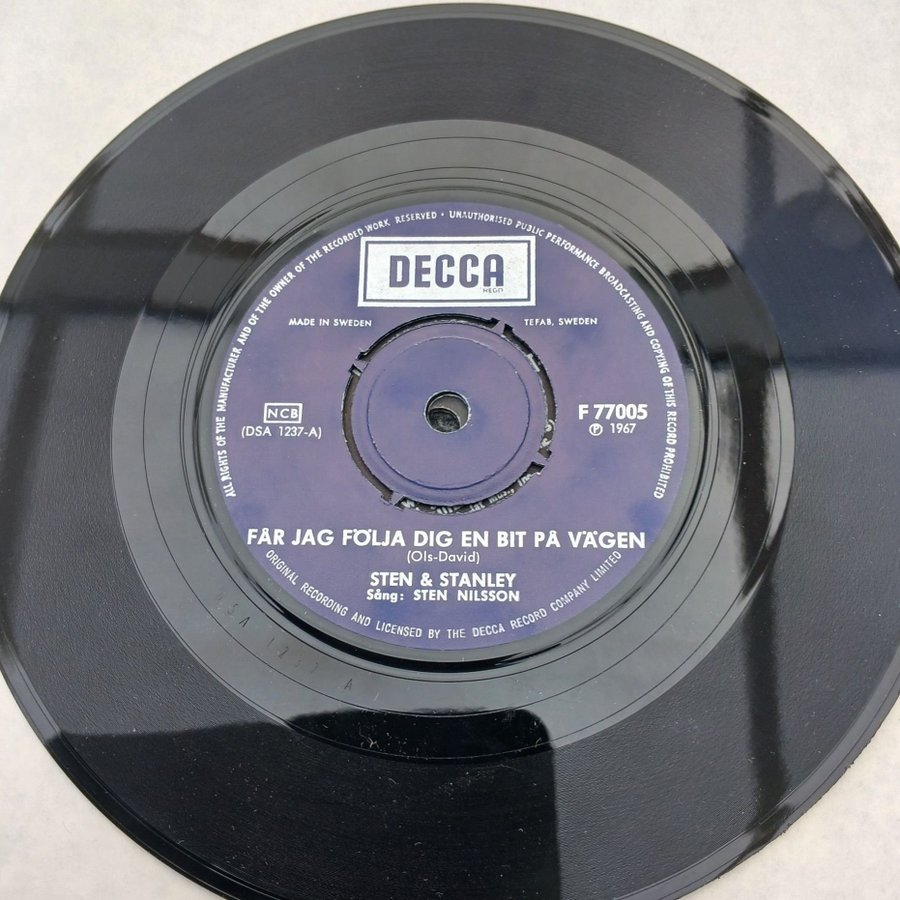 ALL RIGHTS OF THE MANUFACTURER AND OF THE OWNER OF THE RECORDED WORK RESERVED • UNAUTHORISED PUBLIC PERFORMANCE BROADCASTING AND COPYING OF THIS RECORD PROHIBITED
DECCA
REGD
MADE IN SWEDEN TEFAB, SWEDEN
NCB F 77005
(DSA 1237-A) ℗ 1967
FÅR JAG FÖLJA DIG EN BIT PÅ VÄGEN
(Ols-David)
STEN & STANLEY
Sång: STEN NILSSON
ORIGINAL RECORDING AND LICENSED BY THE DECCA RECORD COMPANY LIMITED